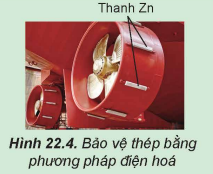 Thanh Zn
Hình 22.4. Bảo vệ thép bằng
phương pháp điện hoá